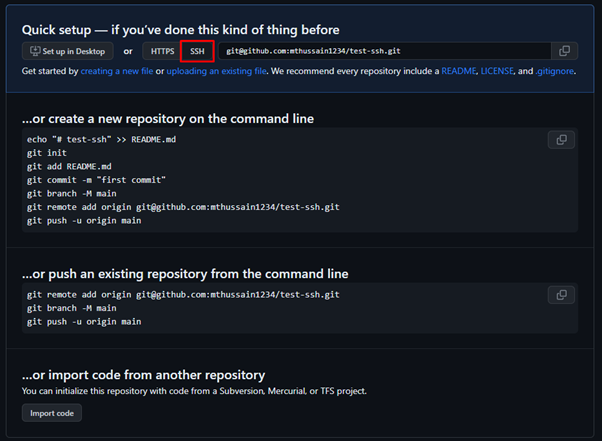 Quick setup — if you've done this kind of thing before
Set up in Desktop or HTTPS SSH git@github.com:mthussain1234/test-ssh.git
Get started by creating a new file or uploading an existing file. We recommend every repository include a README, LICENSE, and .gitignore.
...or create a new repository on the command line
echo "# test-ssh" >> README.md
git init
git add README.md
git commit -m "first commit"
git branch -M main
git remote add origin git@github.com:mthussain1234/test-ssh.git
git push -u origin main
...or push an existing repository from the command line
git remote add origin git@github.com:mthussain1234/test-ssh.git
git branch -M main
git push -u origin main
...or import code from another repository
You can initialize this repository with code from a Subversion, Mercurial, or TFS project.
Import code